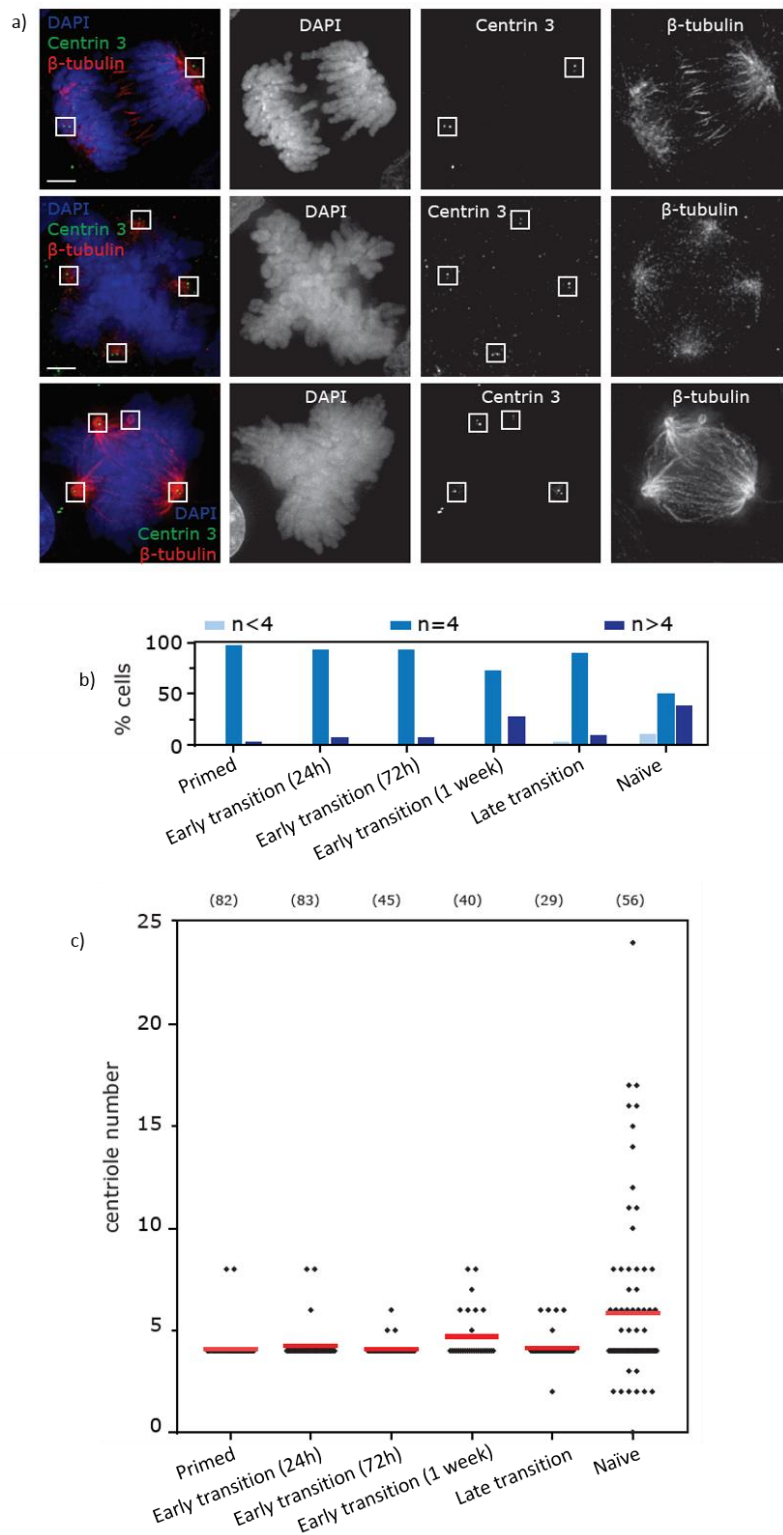 a)
DAPI
Centrin 3
β-tubulin
DAPI
Centrin 3
β-tubulin
DAPI
Centrin 3
β-tubulin
DAPI
Centrin 3
β-tubulin
DAPI
Centrin 3
β-tubulin
DAPI
Centrin 3
β-tubulin
b)
n<4 n=4 n>4
100
50
0
% cells
Primed
Early transition (24h)
Early transition (72h)
Early transition (1 week)
Late transition
Naïve
c)
(82) (83) (45) (40) (29) (56)
25
20
15
10
5
0
centriole number
Primed
Early transition (24h)
Early transition (72h)
Early transition (1 week)
Late transition
Naïve